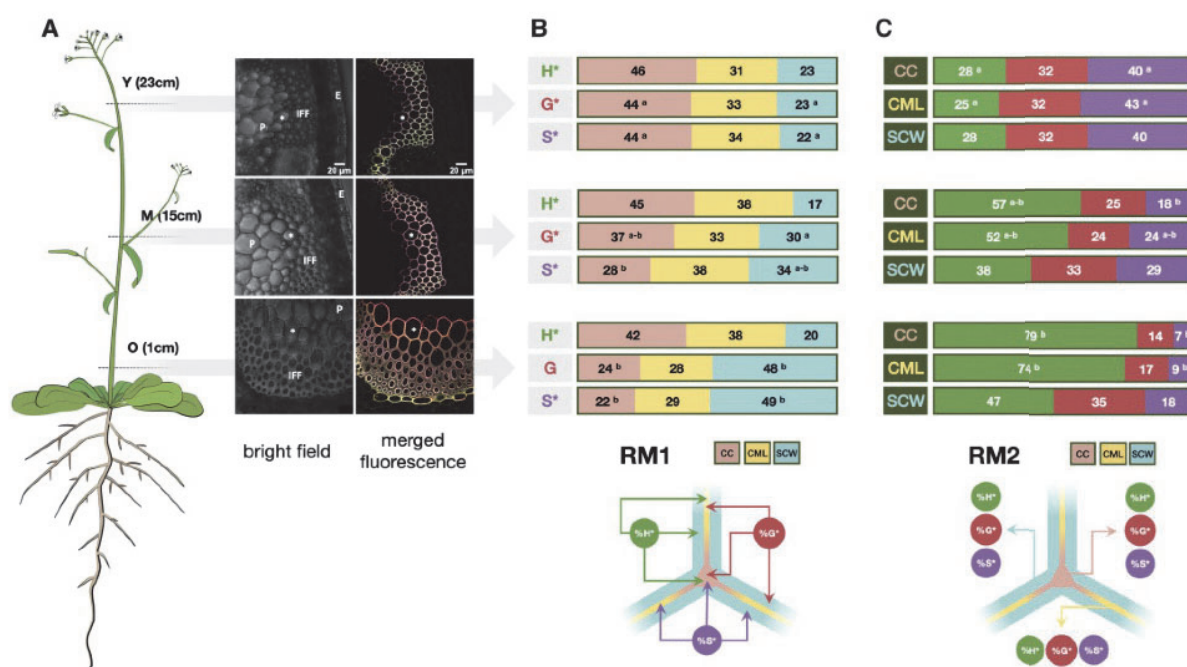 A
Y (23cm)
M (15cm)
O (1cm)
E
IFF
P
20 µm
20 µm
E
P
IFF
P
IFF
bright field
merged
fluorescence
B
H* 46 31 23
G* 44 a 33 23 a
S* 44 a 34 22 a
H* 45 38 17
G* 37 a-b 33 30 a
S* 28 b 38 34 a-b
H* 42 38 20
G 24 b 28 48 b
S* 22 b 29 49 b
RM1 CC CML SCW
%H* %G*
%S*
C
CC 28 a 32 40 a
CML 25 a 32 43 a
SCW 28 32 40
CC 57 a-b 25 18 b
CML 52 a-b 24 24 a-b
SCW 38 33 29
CC 79 b 14 7
CML 74 b 17 9 b
SCW 47 35 18
RM2 CC CML SCW
%H* %H*
%G* %G*
%S* %S*
%H* %G* %S*